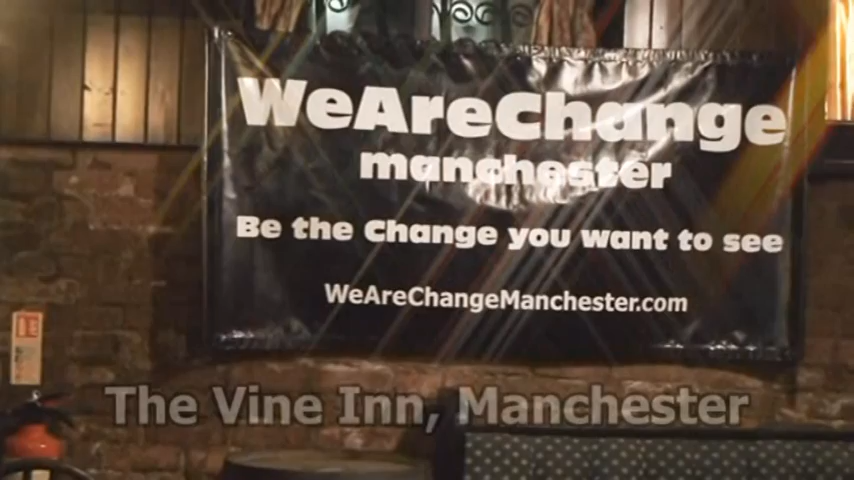 WeAreChange
manchester
Be the Change you want to see
WeAreChangeManchester.com
The Vine Inn, Manchester